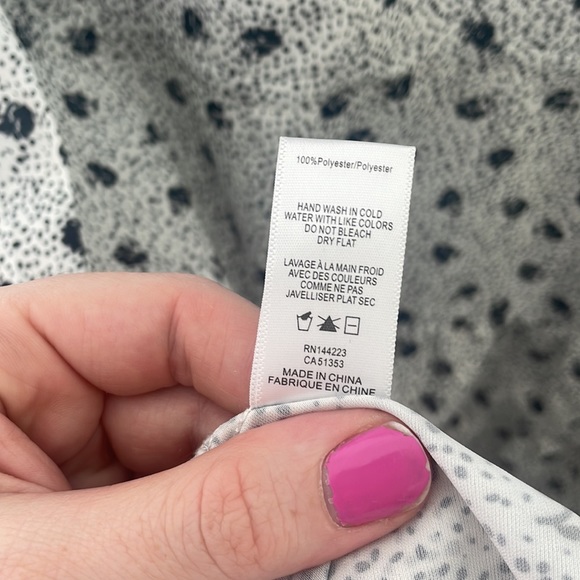 100%Polyester/Polyester
HAND WASH IN COLD
WATER WITH LIKE COLORS
DO NOT BLEACH
DRY FLAT
LAVAGE À LA MAIN FROID
AVEC DES COULEURS
COMME NE PAS
JAVELLISER PLAT SEC
RN144223
CA51353
MADE IN CHINA
FABRIQUE EN CHINE